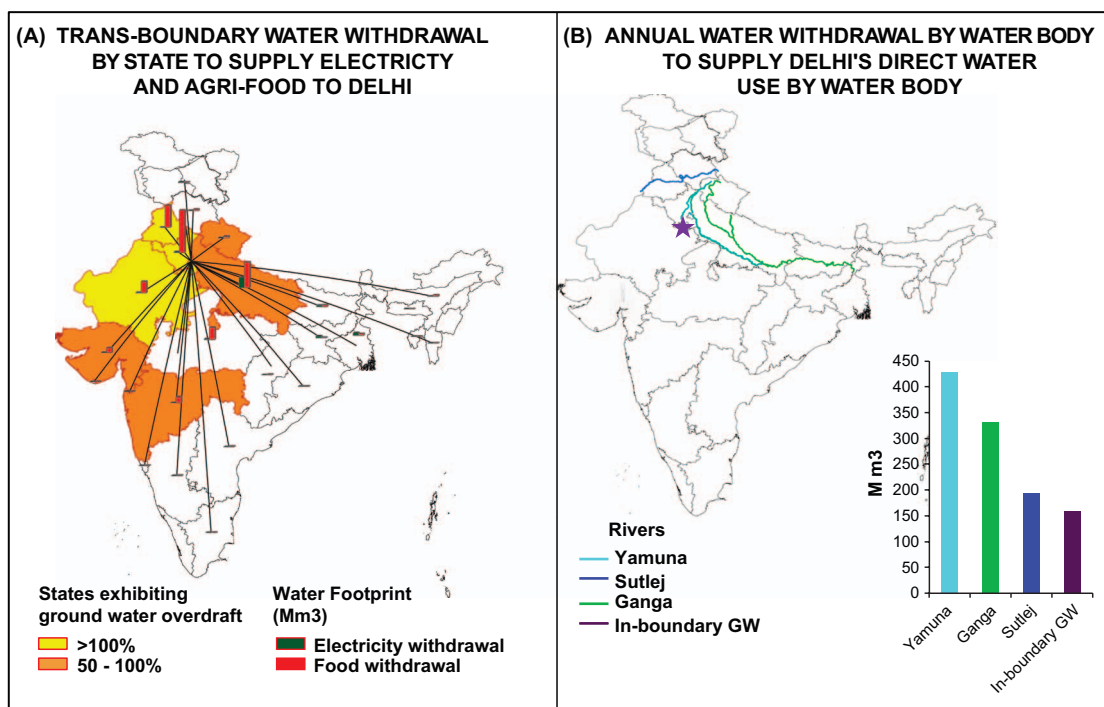 (A) TRANS-BOUNDARY WATER WITHDRAWAL
BY STATE TO SUPPLY ELECTRICTY
AND AGRI-FOOD TO DELHI
States exhibiting
ground water overdraft
>100%
50 - 100%
Water Footprint
(Mm3)
Electricity withdrawal
Food withdrawal
(B) ANNUAL WATER WITHDRAWAL BY WATER BODY
TO SUPPLY DELHI'S DIRECT WATER
USE BY WATER BODY
Rivers
Yamuna
Sutlej
Ganga
In-boundary GW
M m3
450
400
350
300
250
200
150
100
50
0
Yamuna
Ganga
Sutlej
In-boundary GW